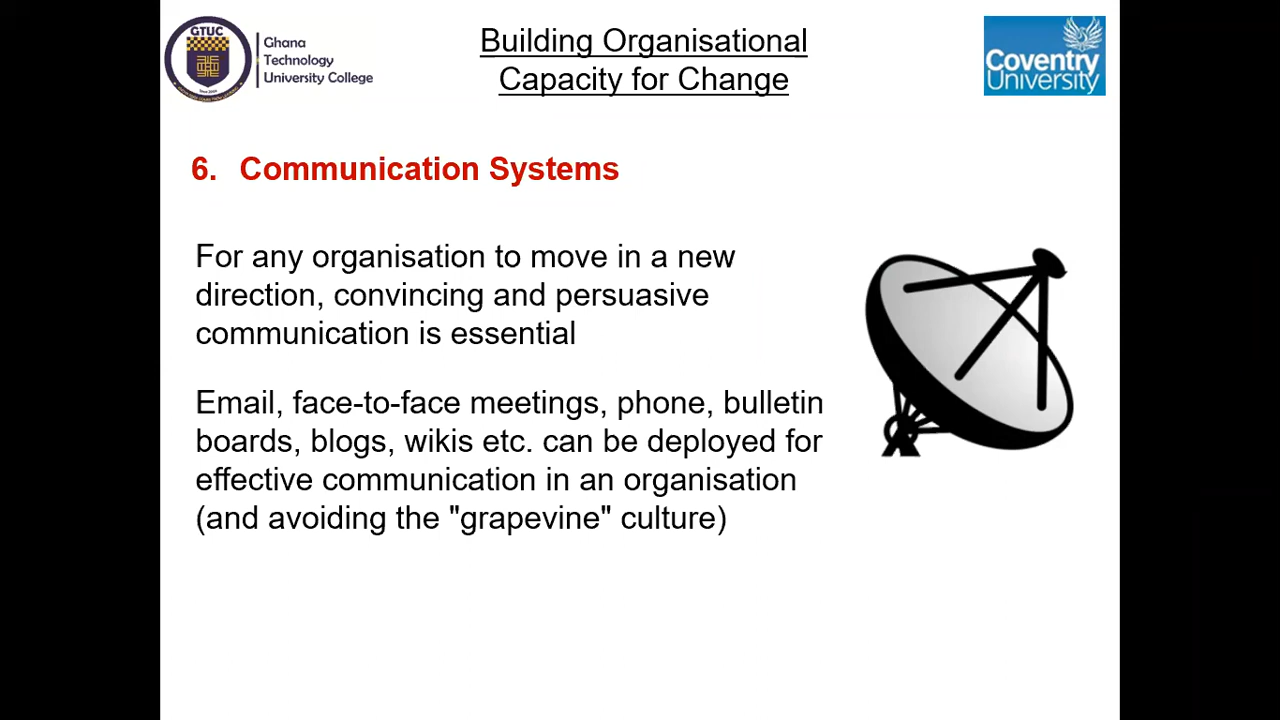 GTUC
Ghana
Technology
University College
Building Organisational
Capacity for Change
Coventry
University
6. Communication Systems
For any organisation to move in a new
direction, convincing and persuasive
communication is essential
Email, face-to-face meetings, phone, bulletin
boards, blogs, wikis etc. can be deployed for
effective communication in an organisation
(and avoiding the "grapevine" culture)